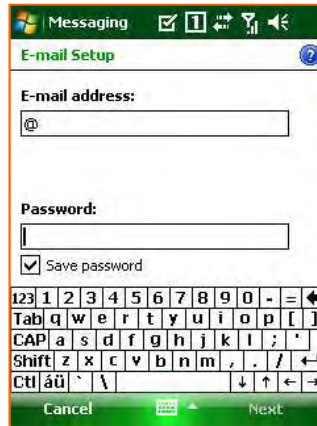 Messaging
E-mail Setup
E-mail address:
@
Password:
Save password
123 1 2 3 4 5 6 7 8 9 0 - =
Tab q w e r t y u i o p [ ]
CAP a s d f g h j k l ; '
Shift z x c v b n m , . /
Ctl áü ` \
Cancel Next